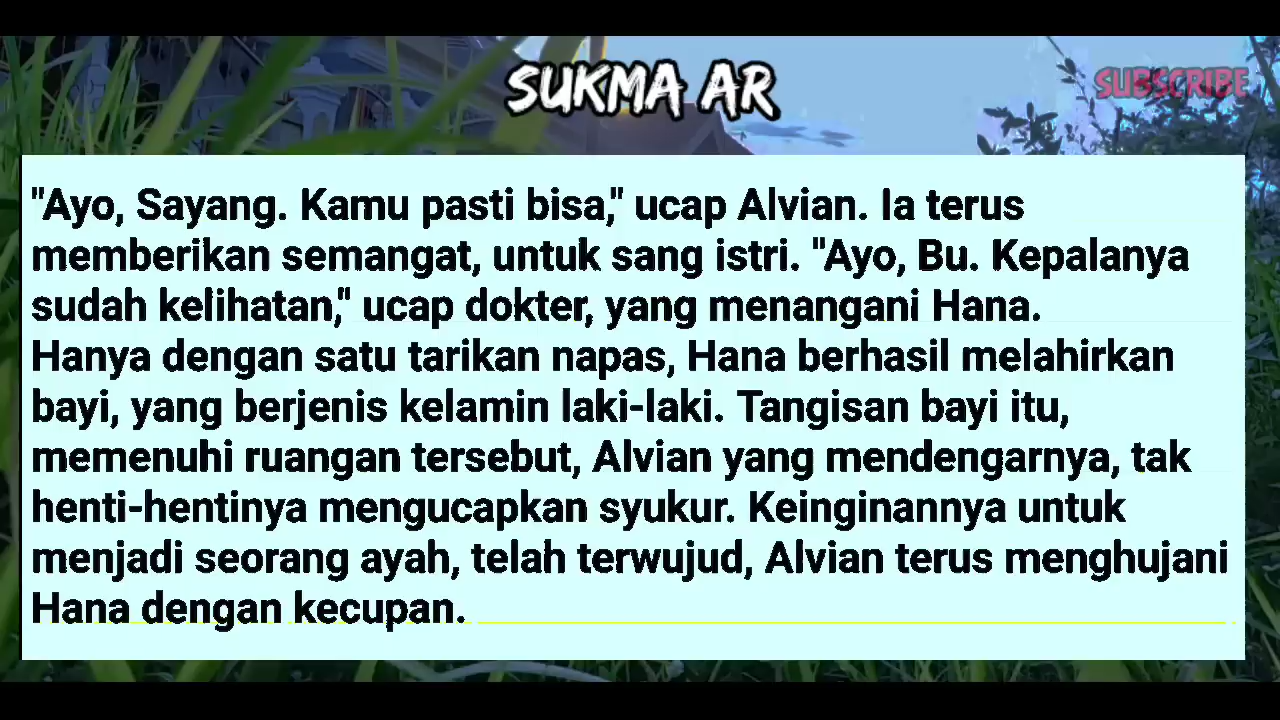 SUKMA AR
SUBSCRIBE
"Ayo, Sayang. Kamu pasti bisa," ucap Alvian. Ia terus
memberikan semangat, untuk sang istri. "Ayo, Bu. Kepalanya
sudah kelihatan," ucap dokter, yang menangani Hana.
Hanya dengan satu tarikan napas, Hana berhasil melahirkan
bayi, yang berjenis kelamin laki-laki. Tangisan bayi itu,
memenuhi ruangan tersebut, Alvian yang mendengarnya, tak
henti-hentinya mengucapkan syukur. Keinginannya untuk
menjadi seorang ayah, telah terwujud, Alvian terus menghujani
Hana dengan kecupan.